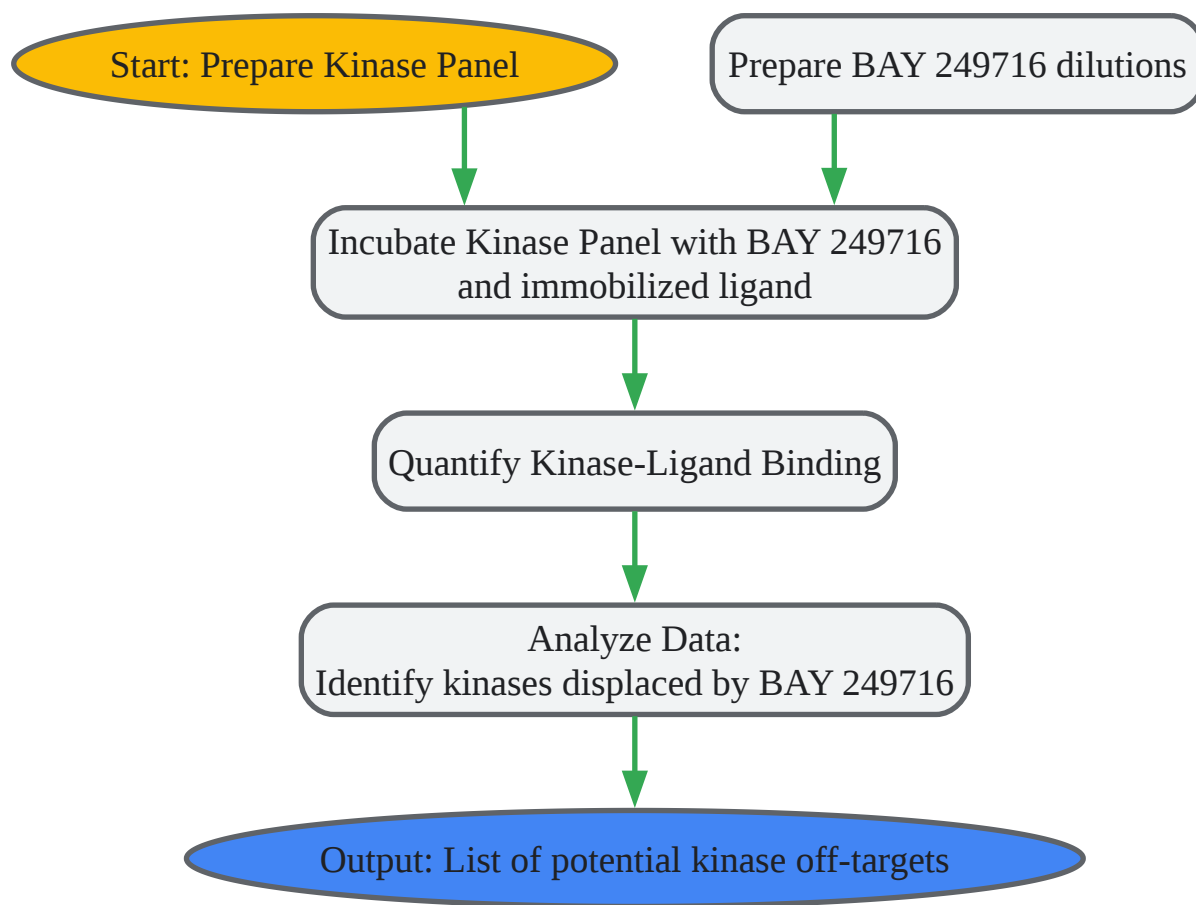 Start: Prepare Kinase Panel
Prepare BAY 249716 dilutions
Incubate Kinase Panel with BAY 249716
and immobilized ligand
Quantify Kinase-Ligand Binding
Analyze Data:
Identify kinases displaced by BAY 249716
Output: List of potential kinase off-targets